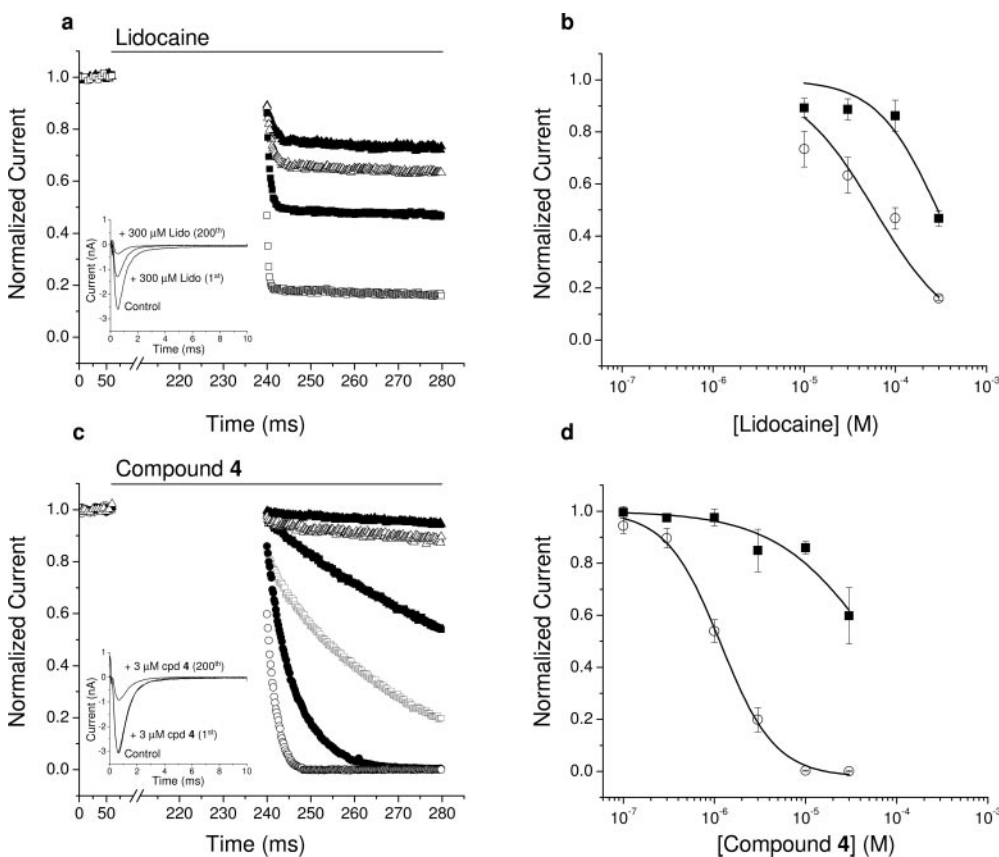 a
Lidocaine
Normalized Current
1.0
0.8
0.6
0.4
0.2
0.0
Current (nA)
0
-1
-2
-3
+ 300 µM Lido (200th)
+ 300 µM Lido (1st)
Control
0 2 4 6 8 10
Time (ms)
0 50 220 230 240 250 260 270 280
Time (ms)
b
Normalized Current
1.0
0.8
0.6
0.4
0.2
0.0
10-7 10-6 10-5 10-4 10-3
[Lidocaine] (M)
c
Compound 4
Normalized Current
1.0
0.8
0.6
0.4
0.2
0.0
Current (nA)
0
-1
-2
-3
+ 3 µM cpd 4 (200th)
+ 3 µM cpd 4 (1st)
Control
0 2 4 6 8 10
Time (ms)
0 50 220 230 240 250 260 270 280
Time (ms)
d
Normalized Current
1.0
0.8
0.6
0.4
0.2
0.0
10-7 10-6 10-5 10-4 10-3
[Compound 4] (M)